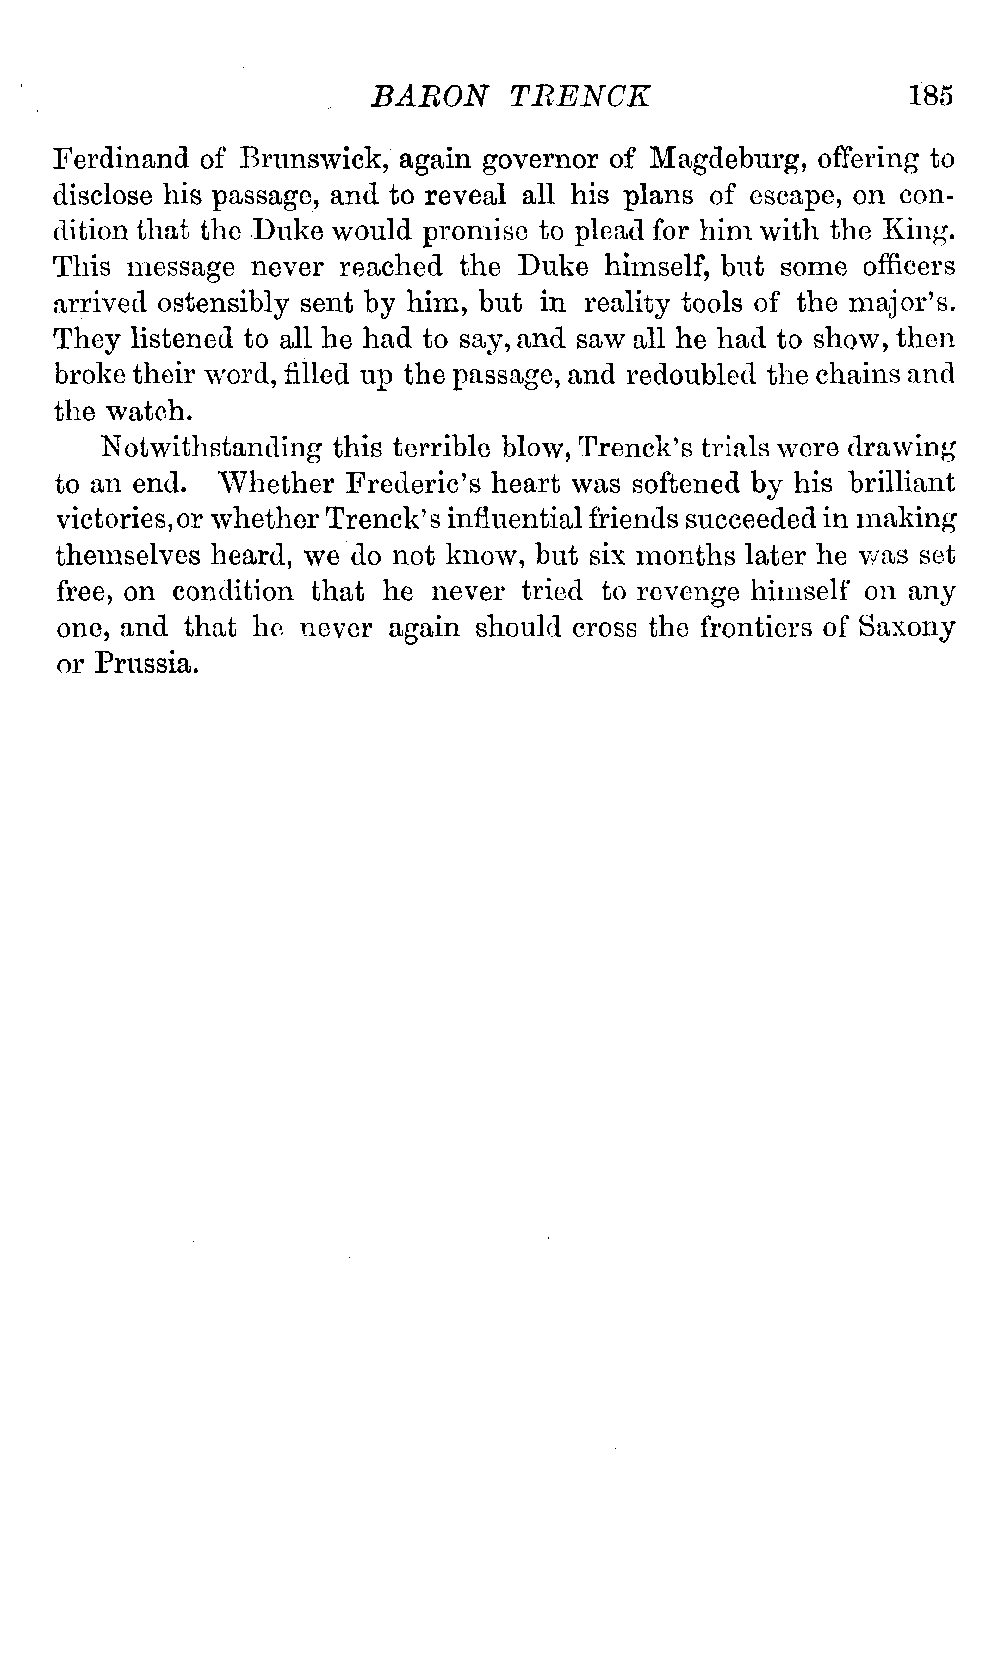 BARON TRENCK 185
Ferdinand of Brunswick, again governor of Magdeburg, offering to
disclose his passage, and to reveal all his plans of escape, on con-
dition that the Duke would promise to plead for him with the King.
This message never reached the Duke himself, but some officers
arrived ostensibly sent by him, but in reality tools of the major's.
They listened to all he had to say, and saw all he had to show, then
broke their word, filled up the passage, and redoubled the chains and
the watch.
Notwithstanding this terrible blow, Trenck's trials were drawing
to an end. Whether Frederic's heart was softened by his brilliant
victories, or whether Trenck's influential friends succeeded in making
themselves heard, we do not know, but six months later he was set
free, on condition that he never tried to revenge himself on any
one, and that he never again should cross the frontiers of Saxony
or Prussia.